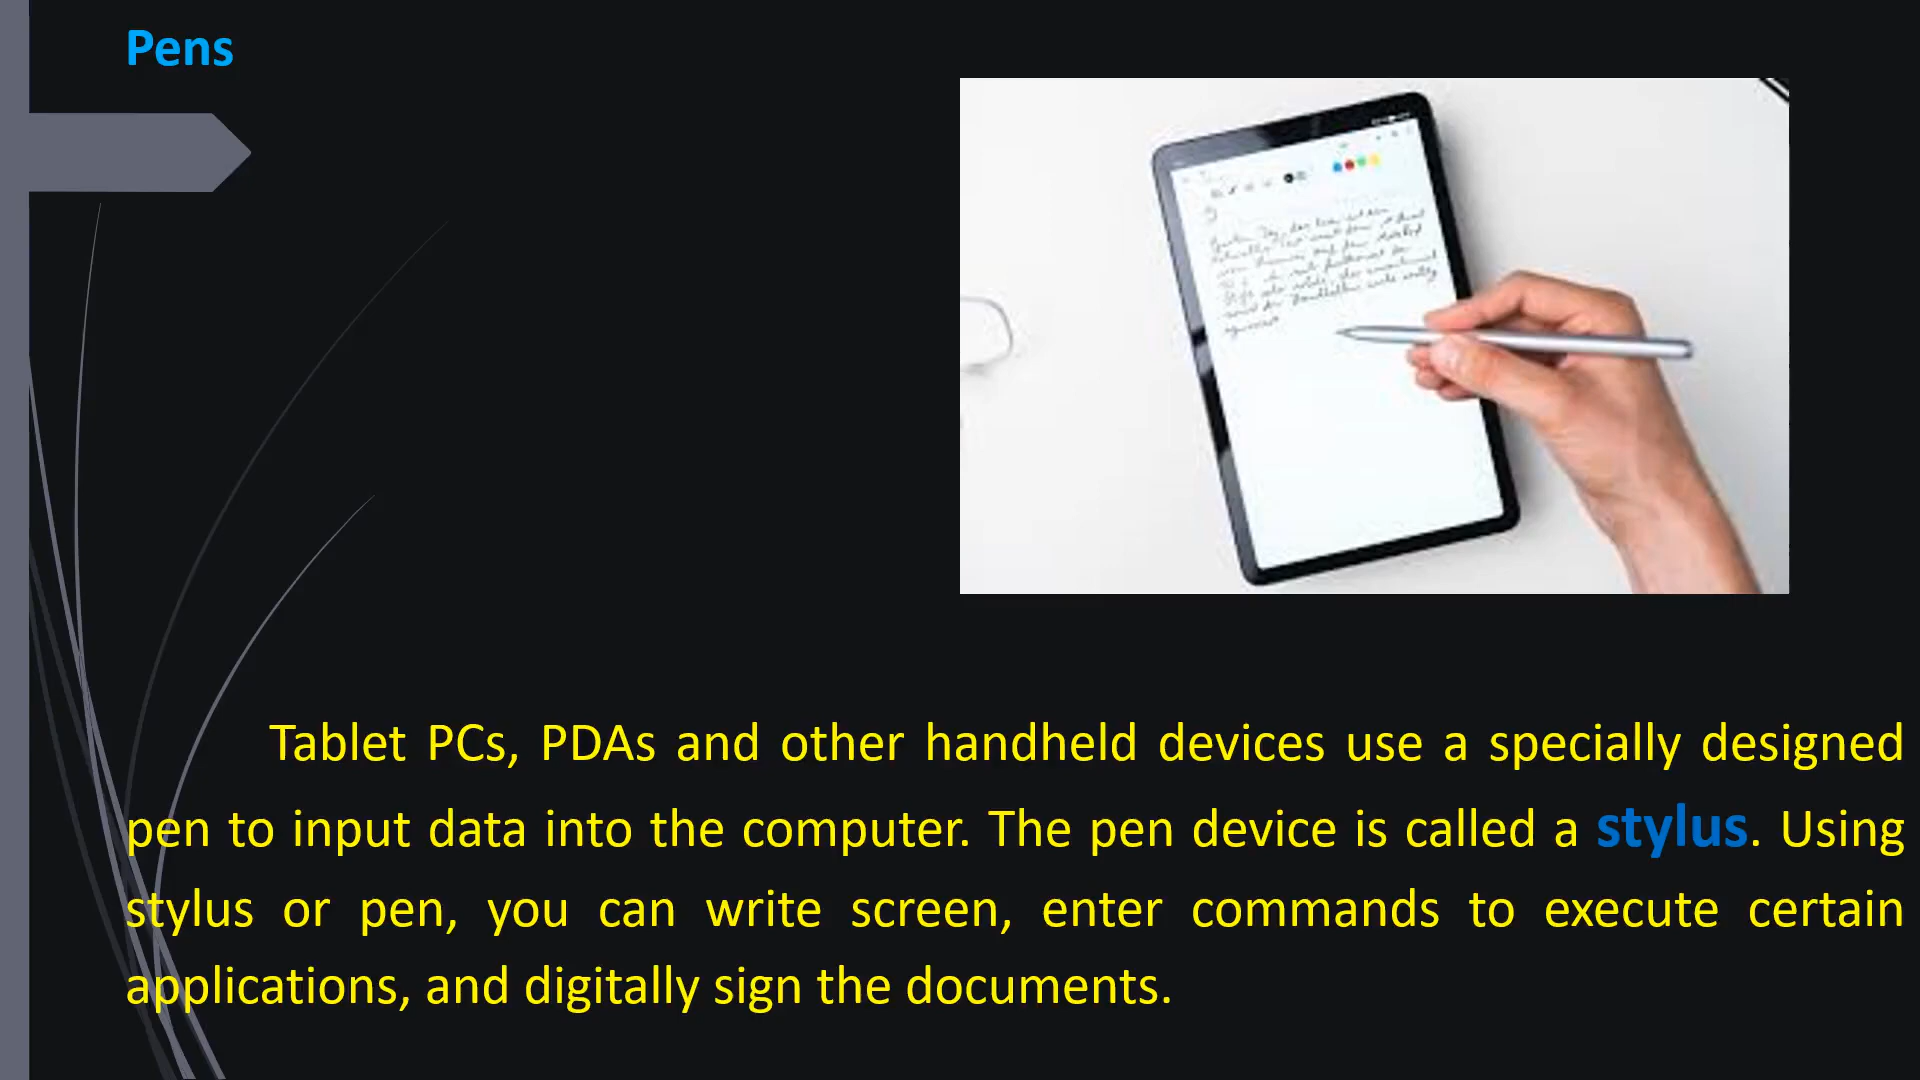 Pens
Tablet PCs, PDAs and other handheld devices use a specially designed
pen to input data into the computer. The pen device is called a stylus. Using
stylus or pen, you can write screen, enter commands to execute certain
applications, and digitally sign the documents.